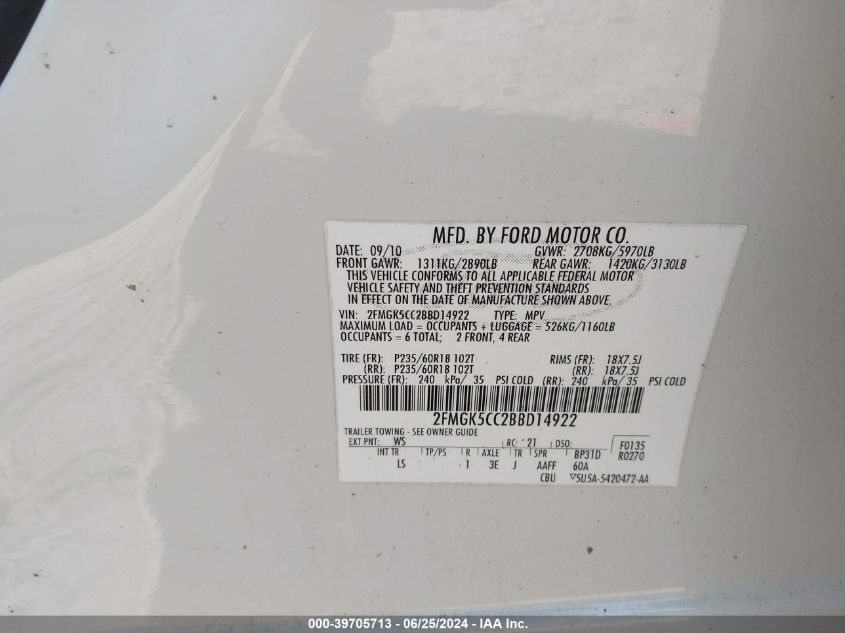 MFD. BY FORD MOTOR CO.
DATE: 09/10 GVWR: 2708KG/5970LB
FRONT GAWR: 1311KG/2890LB REAR GAWR: 1420KG/3130LB
THIS VEHICLE CONFORMS TO ALL APPLICABLE FEDERAL MOTOR
VEHICLE SAFETY AND THEFT PREVENTION STANDARDS
IN EFFECT ON THE DATE OF MANUFACTURE SHOWN ABOVE.
VIN: 2FMGK5CC2BBD14922 TYPE: MPV
MAXIMUM LOAD = OCCUPANTS + LUGGAGE = 526KG/1160LB
OCCUPANTS = 6 TOTAL; 2 FRONT, 4 REAR
TIRE (FR): P235/60R18 102T RIMS (FR): 18X7.5J
(RR): P235/60R18 102T (RR): 18X7.5J
PRESSURE (FR): 240 kPa/ 35 PSI COLD (RR): 240 kPa/ 35 PSI COLD
2FMGK5CC2BBD14922
TRAILER TOWING - SEE OWNER GUIDE
EXT PNT: WS RC: 21 DSO: F0135
INT TR TP/PS R AXLE TR SPR BP31D R0270
LS 1 3E J AAFF 60A
CBU ▽5U5A-5420472-AA
000-39705713 - 06/25/2024 - IAA Inc.